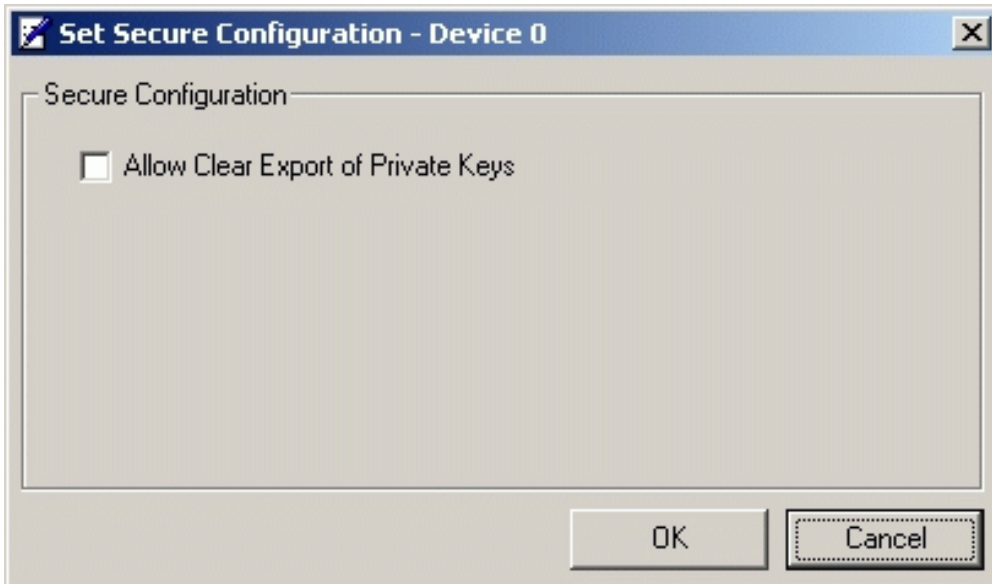 Set Secure Configuration - Device 0
Secure Configuration
Allow Clear Export of Private Keys
OK Cancel